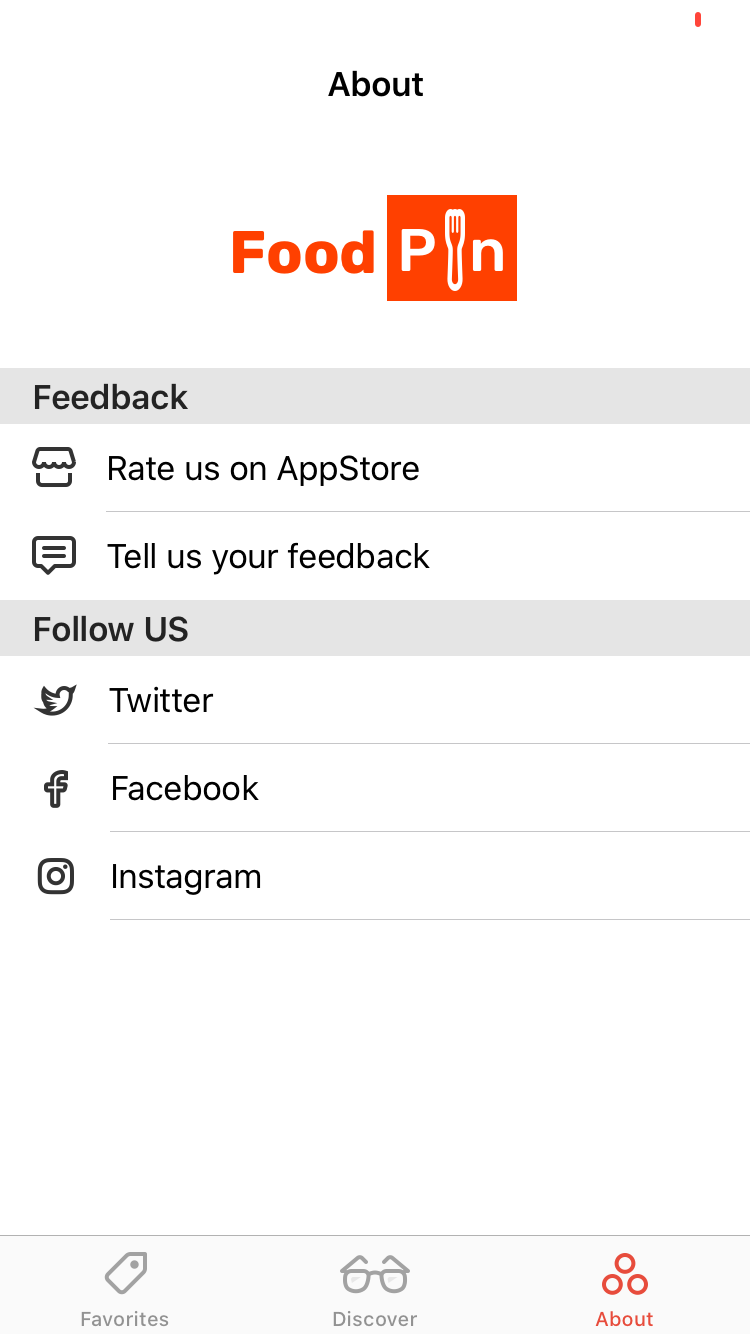 About
Food Pin
Feedback
Rate us on AppStore
Tell us your feedback
Follow US
Twitter
Facebook
Instagram
Favorites Discover About